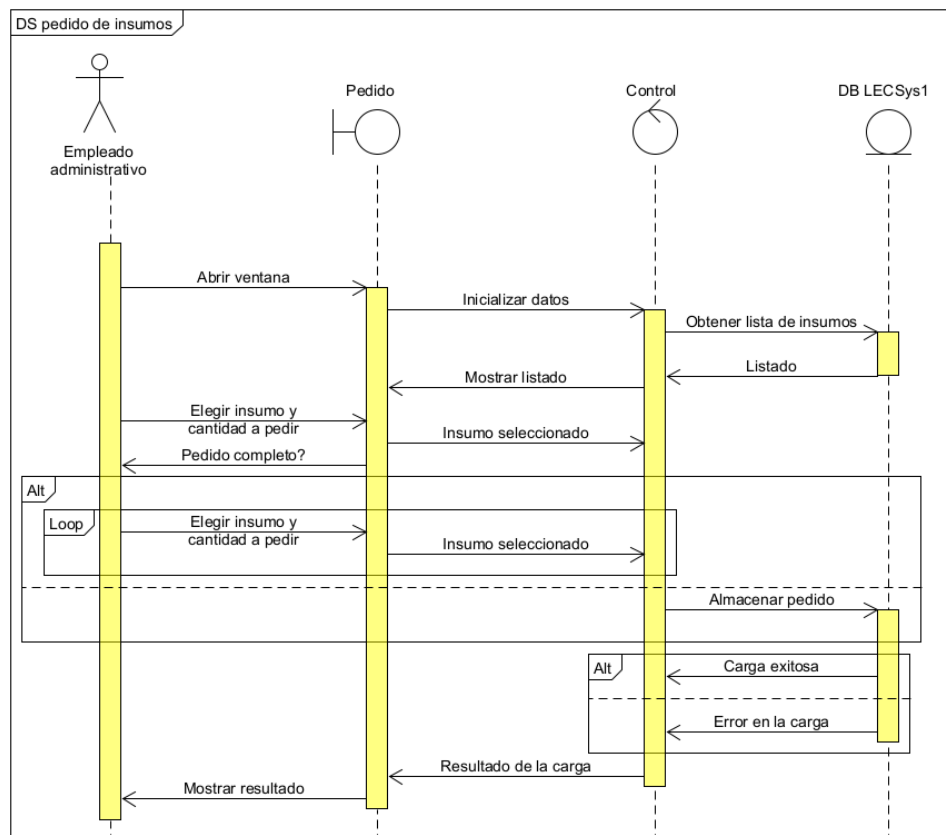 DS pedido de insumos
Pedido
Control
DB LECSys1
Empleado
administrativo
Abrir ventana
Inicializar datos
Obtener lista de insumos
Listado
Mostrar listado
Elegir insumo y
cantidad a pedir
Insumo seleccionado
Pedido completo?
Alt
Loop
Elegir insumo y
cantidad a pedir
Insumo seleccionado
Almacenar pedido
Alt
Carga exitosa
Error en la carga
Resultado de la carga
Mostrar resultado